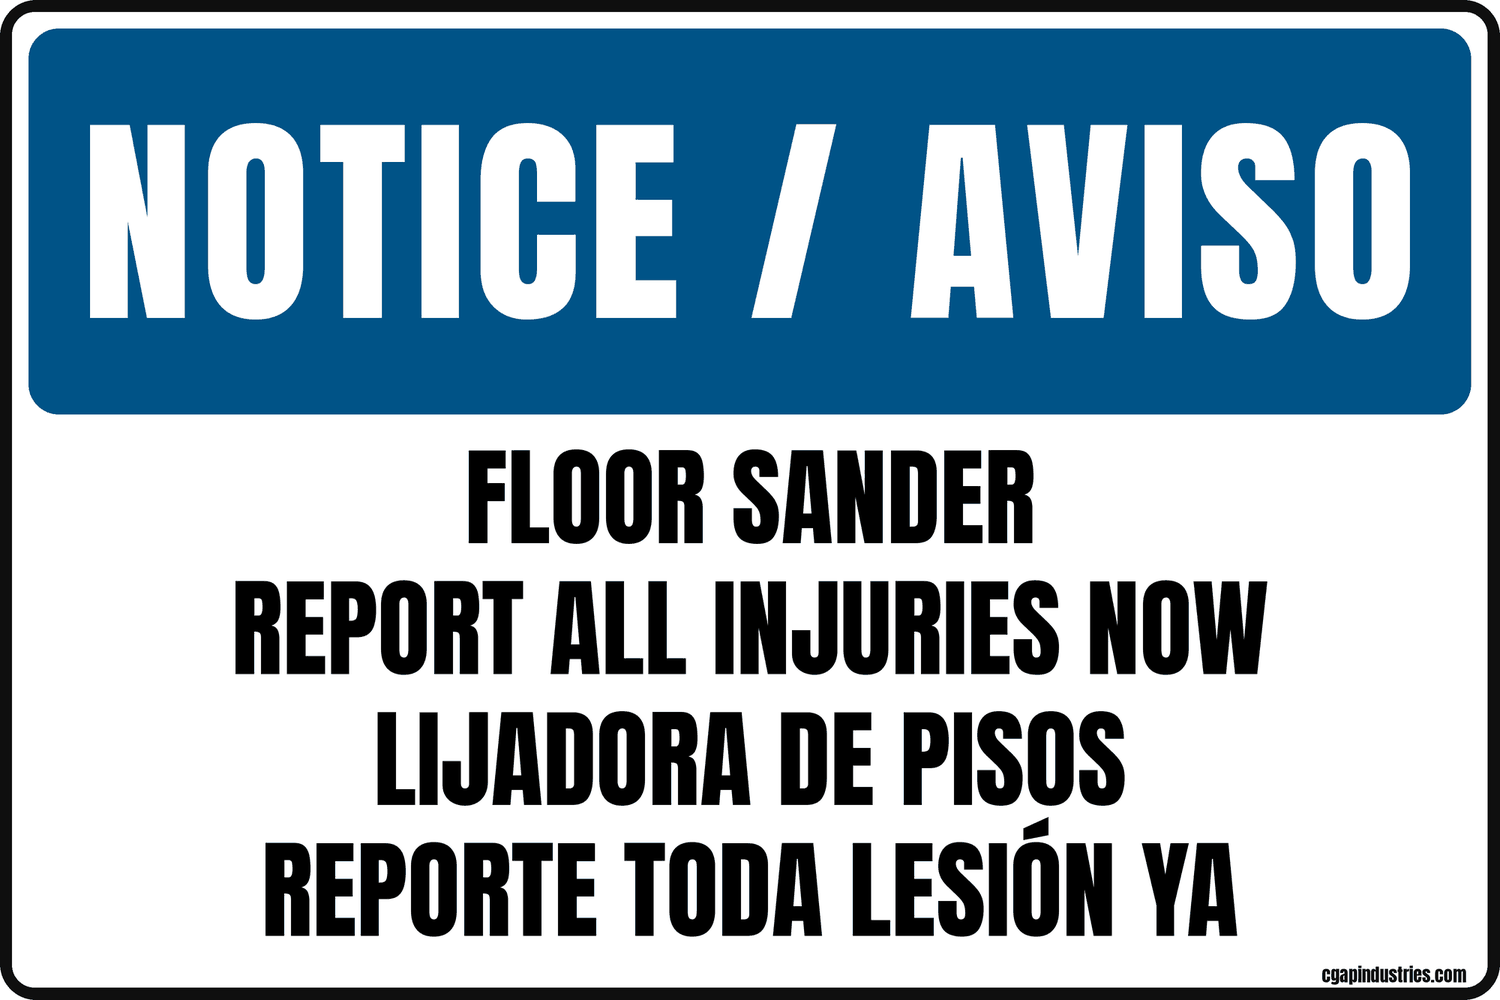 NOTICE / AVISO
FLOOR SANDER
REPORT ALL INJURIES NOW
LIJADORA DE PISOS
REPORTE TODA LESIÓN YA
cgapindustries.com